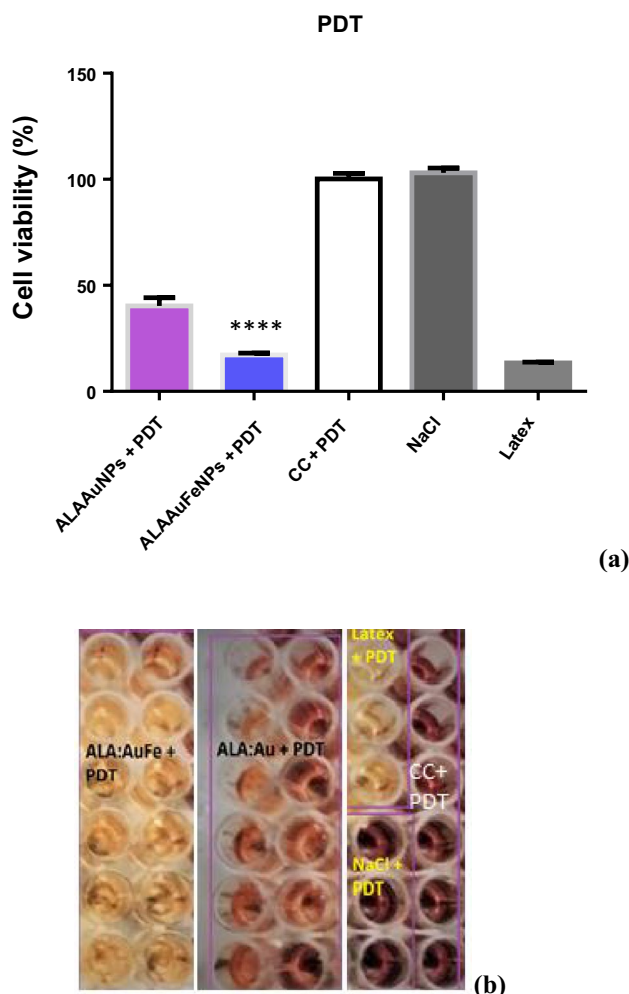 PDT
Cell viability (%)
150
100
50
0
****
ALAAuNPs + PDT
ALAAuFeNPs + PDT
CC+ PDT
NaCl
Latex
(a)
ALA:AuFe +
PDT
ALA:Au + PDT
Latex
+ PDT
CC+
PDT
NaCl +
PDT
(b)